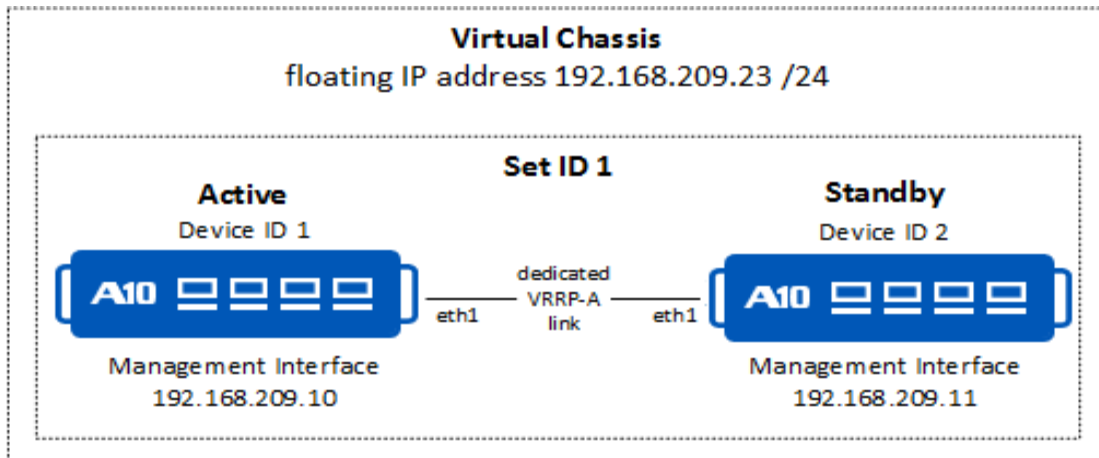 Virtual Chassis
floating IP address 192.168.209.23 /24
Set ID 1
Active
Device ID 1
A10
eth1
Management Interface
192.168.209.10
dedicated
VRRP-A
link
Standby
Device ID 2
eth1
A10
Management Interface
192.168.209.11